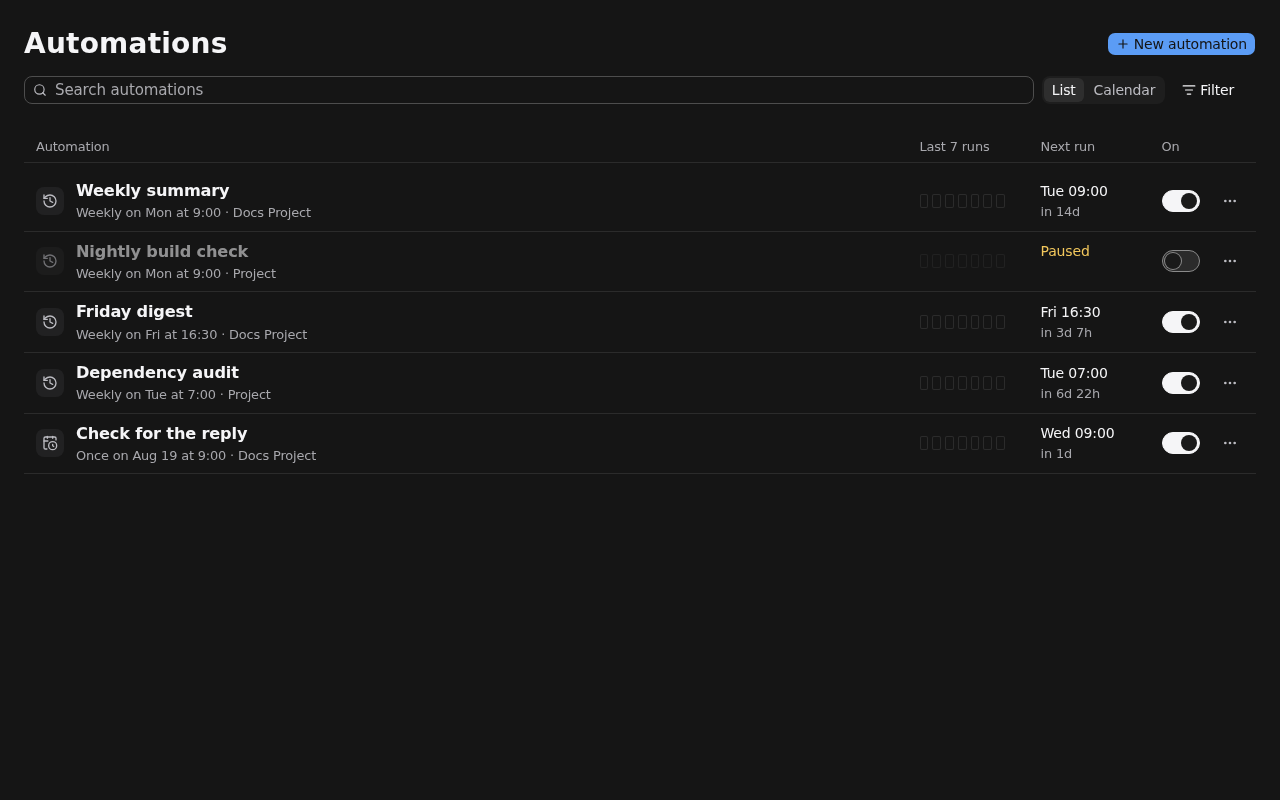 Automations
New automation
Search automations
List
Calendar
Filter
Automation
Last 7 runs
Next run
On
Weekly summary
Weekly on Mon at 9:00 · Docs Project
Tue 09:00
in 14d
Nightly build check
Weekly on Mon at 9:00 · Project
Paused
Friday digest
Weekly on Fri at 16:30 · Docs Project
Fri 16:30
in 3d 7h
Dependency audit
Weekly on Tue at 7:00 · Project
Tue 07:00
in 6d 22h
Check for the reply
Once on Aug 19 at 9:00 · Docs Project
Wed 09:00
in 1d